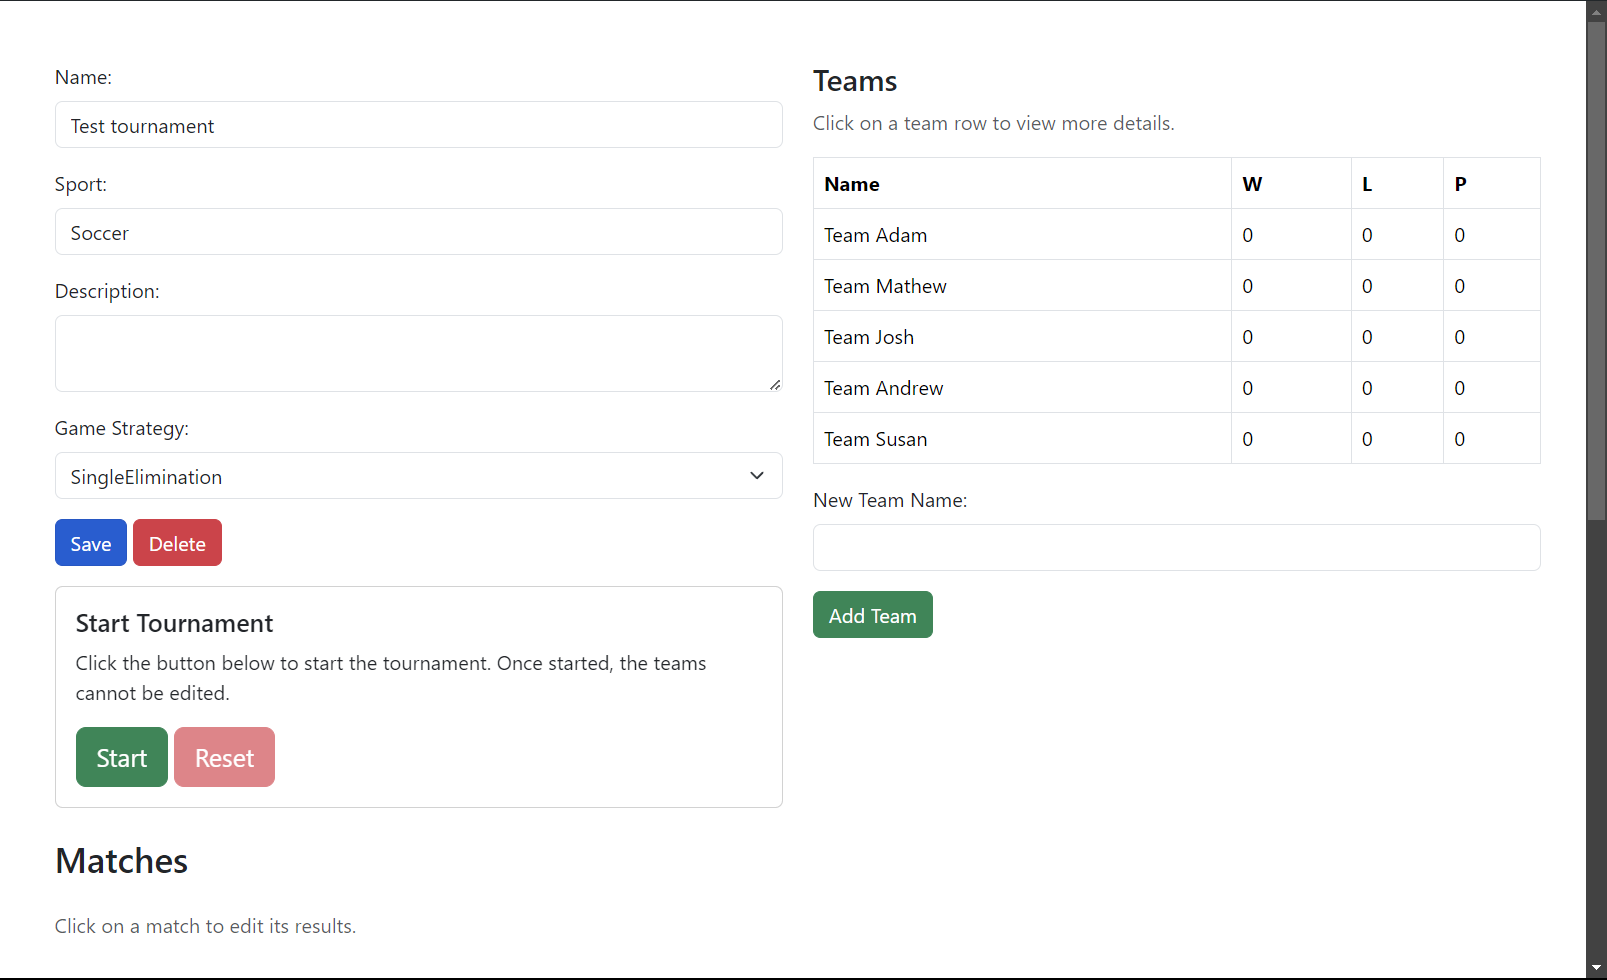 Name:
Test tournament
Sport:
Soccer
Description:
Game Strategy:
SingleElimination
Save Delete
Start Tournament
Click the button below to start the tournament. Once started, the teams
cannot be edited.
Start Reset
Teams
Click on a team row to view more details.
Name W L P
Team Adam 0 0 0
Team Mathew 0 0 0
Team Josh 0 0 0
Team Andrew 0 0 0
Team Susan 0 0 0
New Team Name:
Add Team
Matches
Click on a match to edit its results.